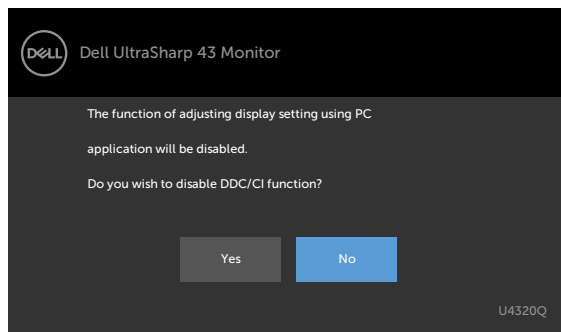 DELL
Dell UltraSharp 43 Monitor
The function of adjusting display setting using PC
application will be disabled.
Do you wish to disable DDC/CI function?
Yes No
U4320Q